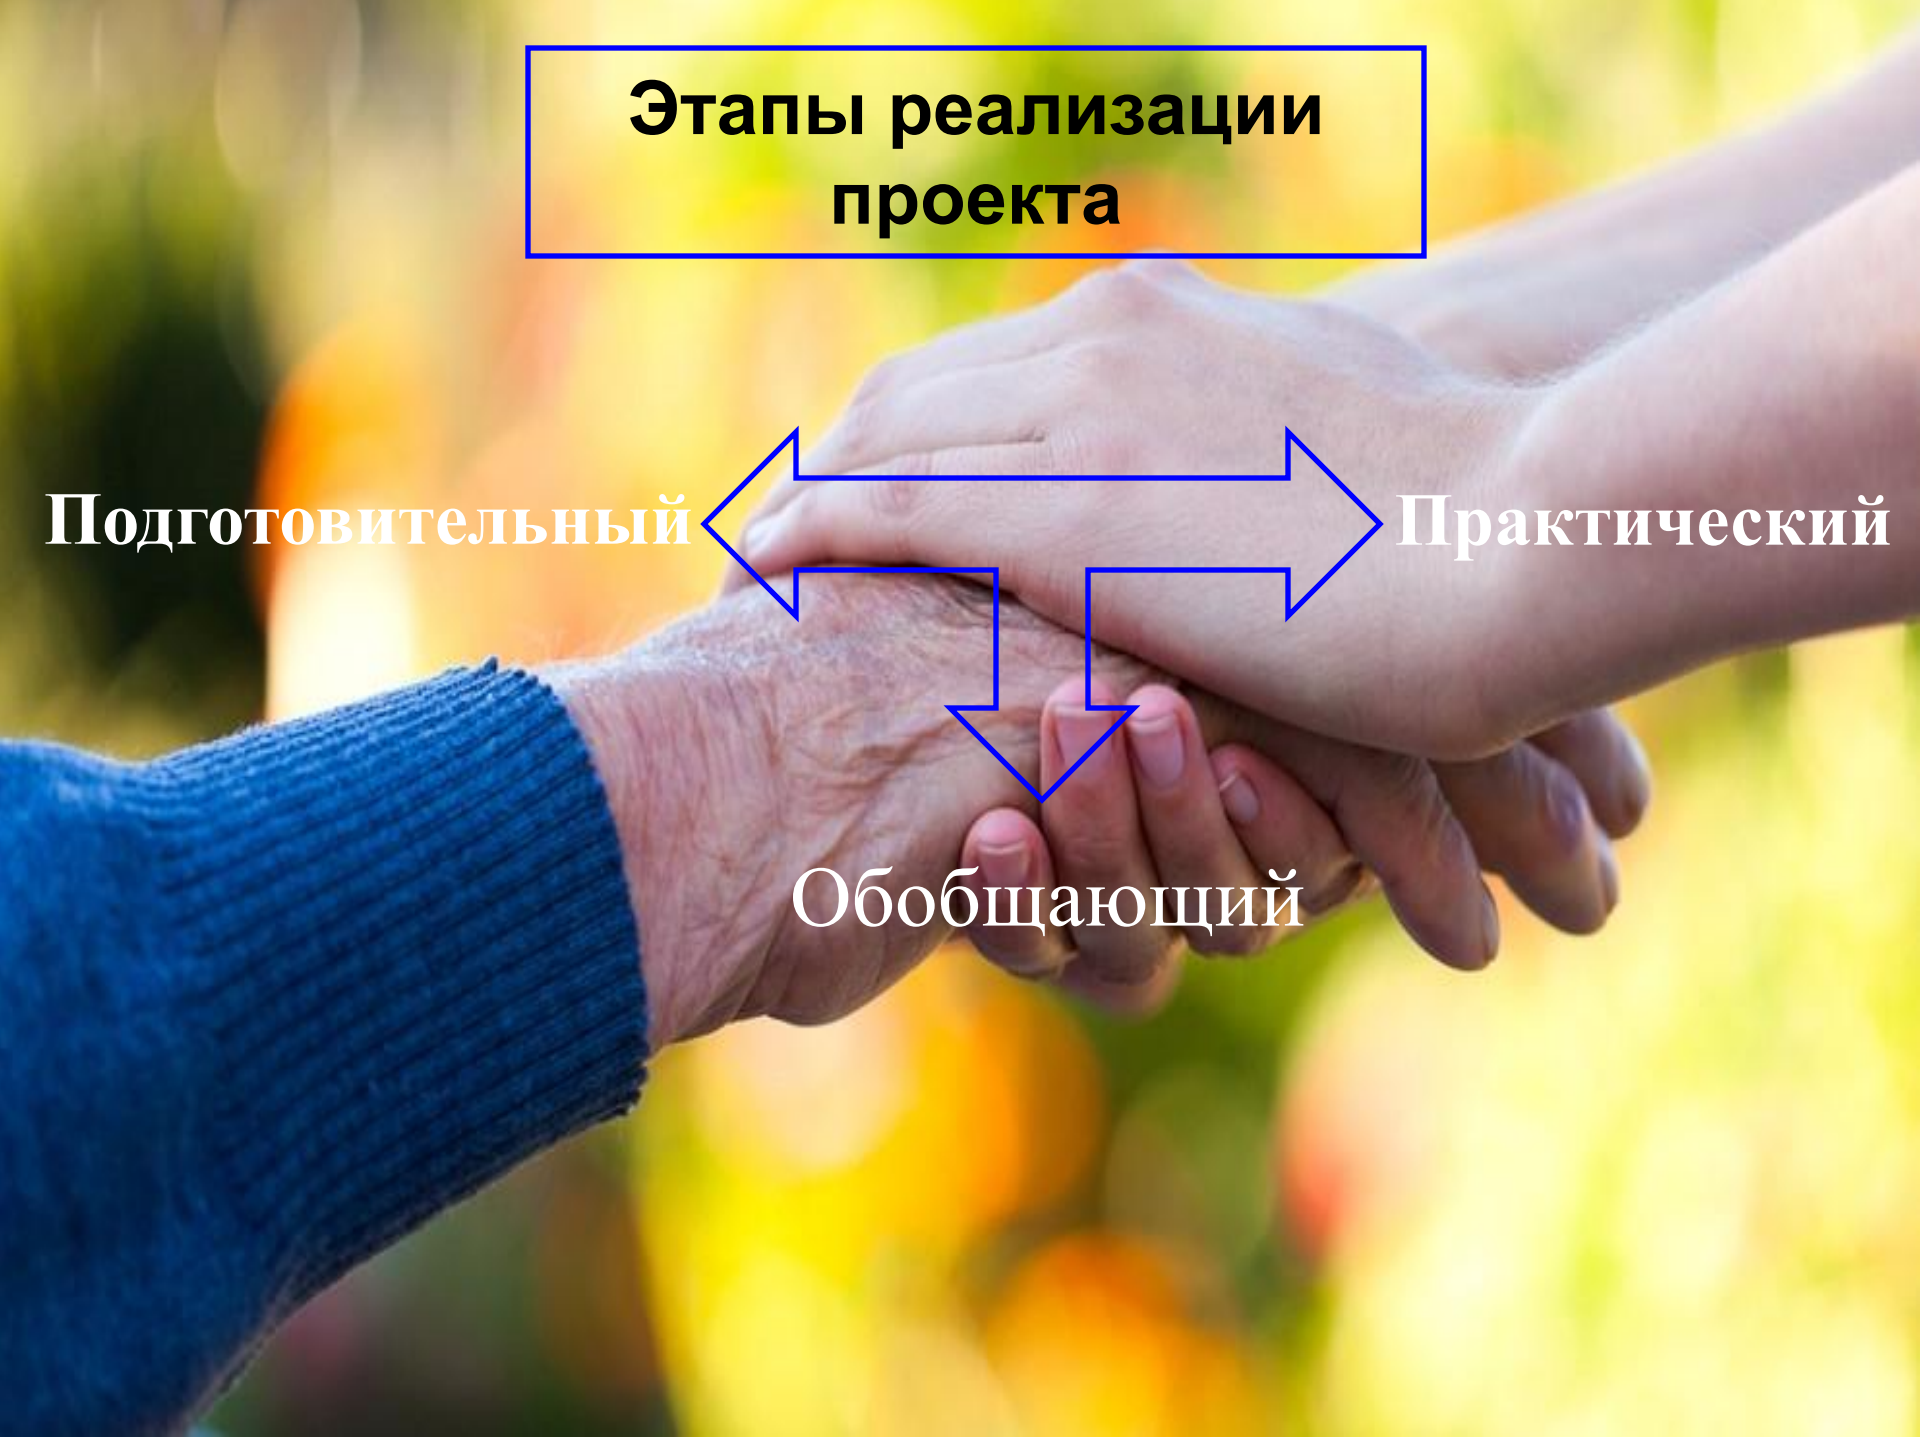 Этапы реализации
проекта
Подготовительный
Практический
Обобщающий